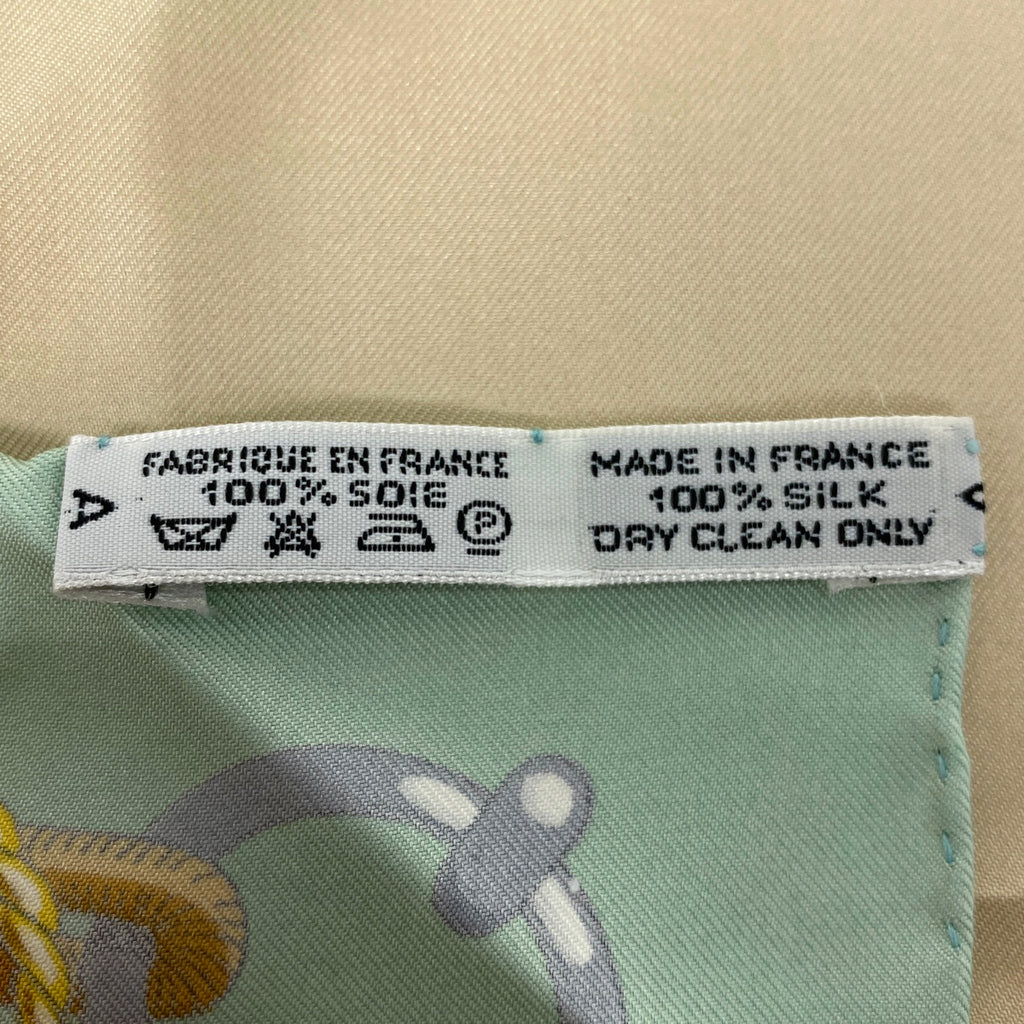 A
FABRIQUE EN FRANCE
100% SOIE
P
MADE IN FRANCE
100% SILK
DRY CLEAN ONLY